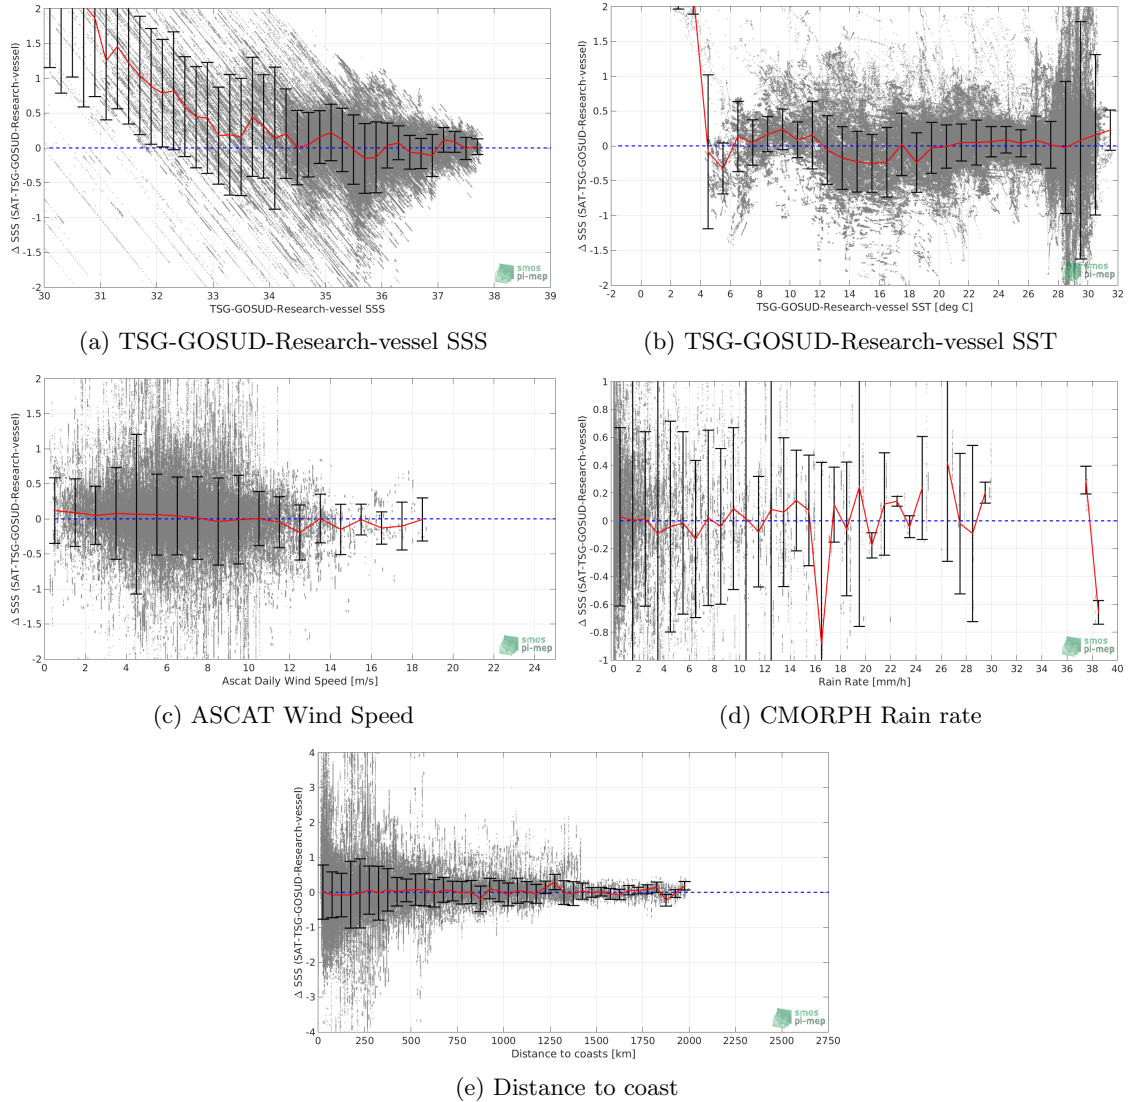 Δ SSS (SAT-TSG-GOSUD-Research-vessel)
2
1.5
1
0.5
0
-0.5
-1
-1.5
-2
30 31 32 33 34 35 36 37 38 39
TSG-GOSUD-Research-vessel SSS
smos
pi-mep
(a) TSG-GOSUD-Research-vessel SSS
Δ SSS (SAT-TSG-GOSUD-Research-vessel)
2
1.5
1
0.5
0
-0.5
-1
-1.5
-2
-2 0 2 4 6 8 10 12 14 16 18 20 22 24 26 28 30 32
TSG-GOSUD-Research-vessel SST [deg C]
smos
pi-mep
(b) TSG-GOSUD-Research-vessel SST
Δ SSS (SAT-TSG-GOSUD-Research-vessel)
2
1.5
1
0.5
0
-0.5
-1
-1.5
-2
0 2 4 6 8 10 12 14 16 18 20 22 24
Ascat Daily Wind Speed [m/s]
smos
pi-mep
(c) ASCAT Wind Speed
Δ SSS (SAT-TSG-GOSUD-Research-vessel)
1
0.8
0.6
0.4
0.2
0
-0.2
-0.4
-0.6
-0.8
-1
0 2 4 6 8 10 12 14 16 18 20 22 24 26 28 30 32 34 36 38 40
Rain Rate [mm/h]
smos
pi-mep
(d) CMORPH Rain rate
Δ SSS (SAT-TSG-GOSUD-Research-vessel)
4
3
2
1
0
-1
-2
-3
-4
0 250 500 750 1000 1250 1500 1750 2000 2250 2500 2750
Distance to coasts [km]
smos
pi-mep
(e) Distance to coast